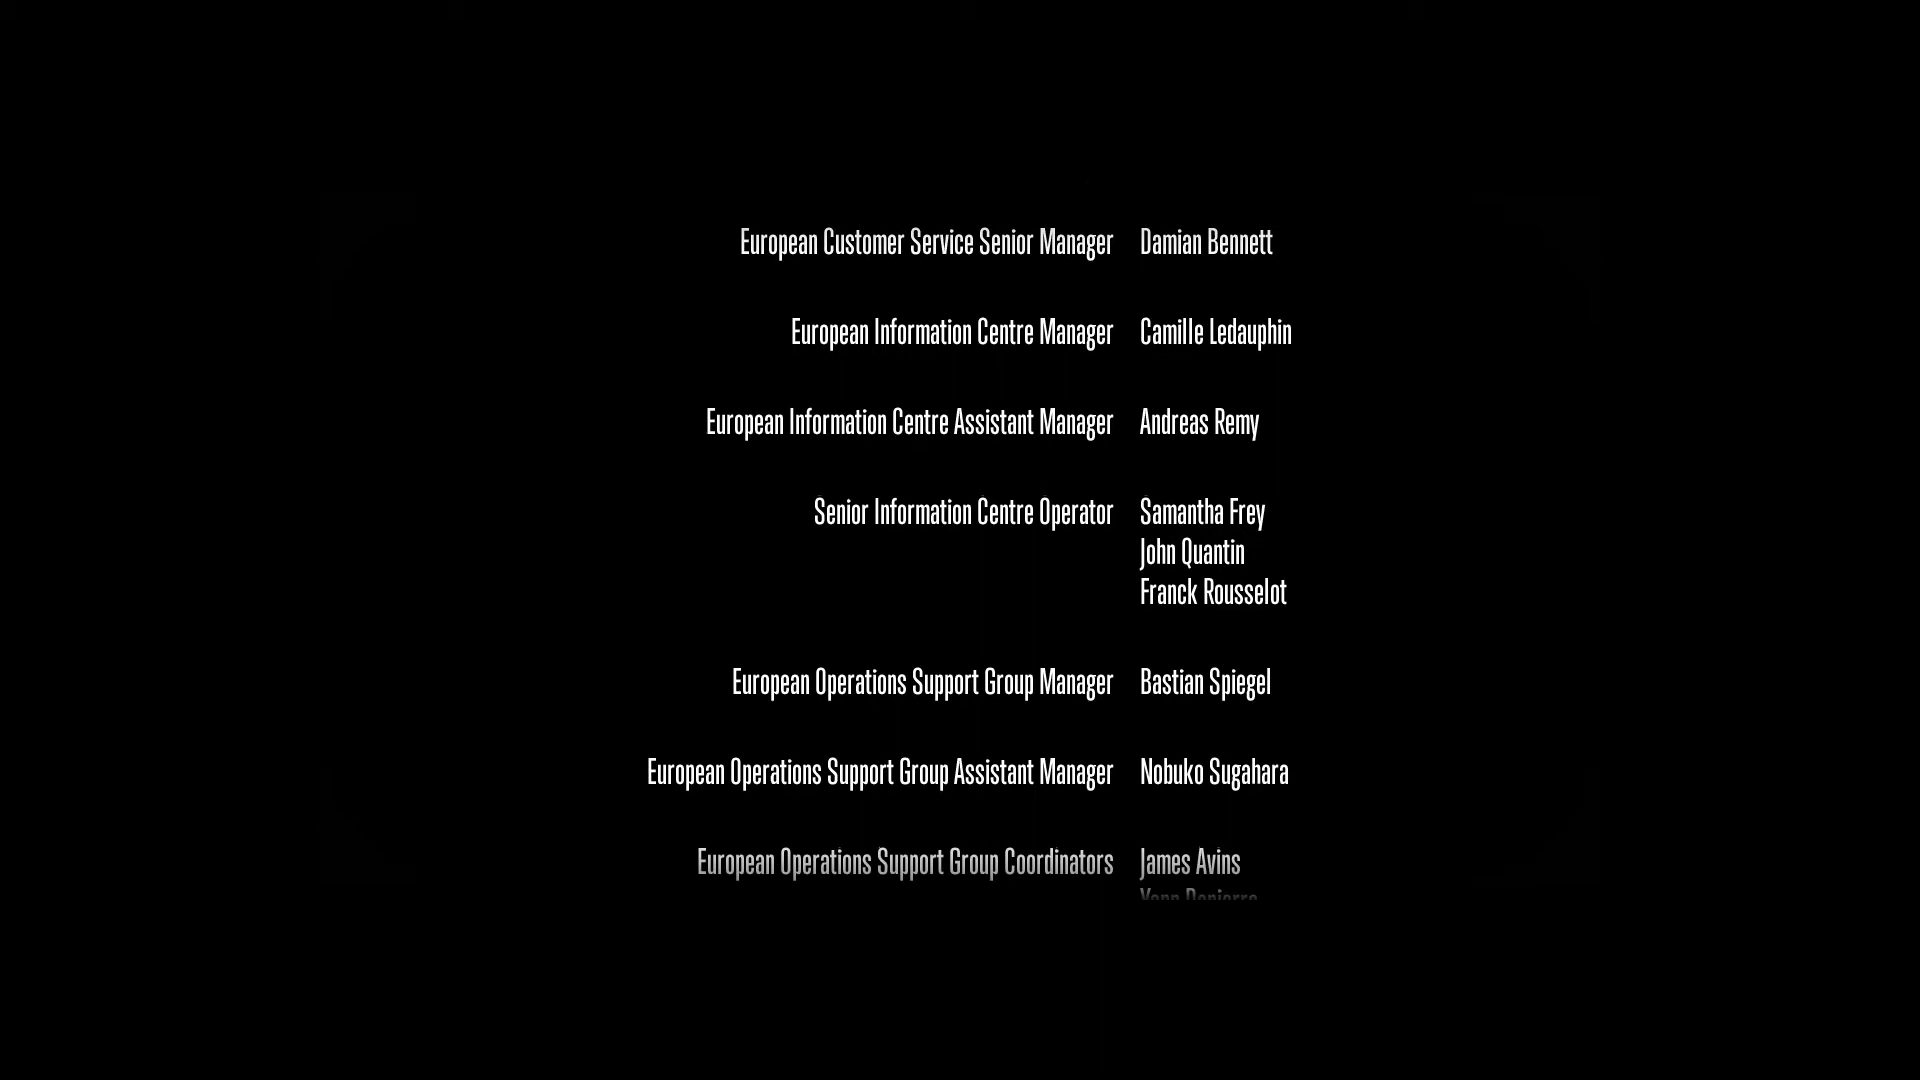 European Customer Service Senior Manager Damian Bennett
European Information Centre Manager Camille Ledauphin
European Information Centre Assistant Manager Andreas Remy
Senior Information Centre Operator Samantha Frey
John Quantin
Franck Rousselot
European Operations Support Group Manager Bastian Spiegel
European Operations Support Group Assistant Manager Nobuko Sugahara
European Operations Support Group Coordinators James Avins